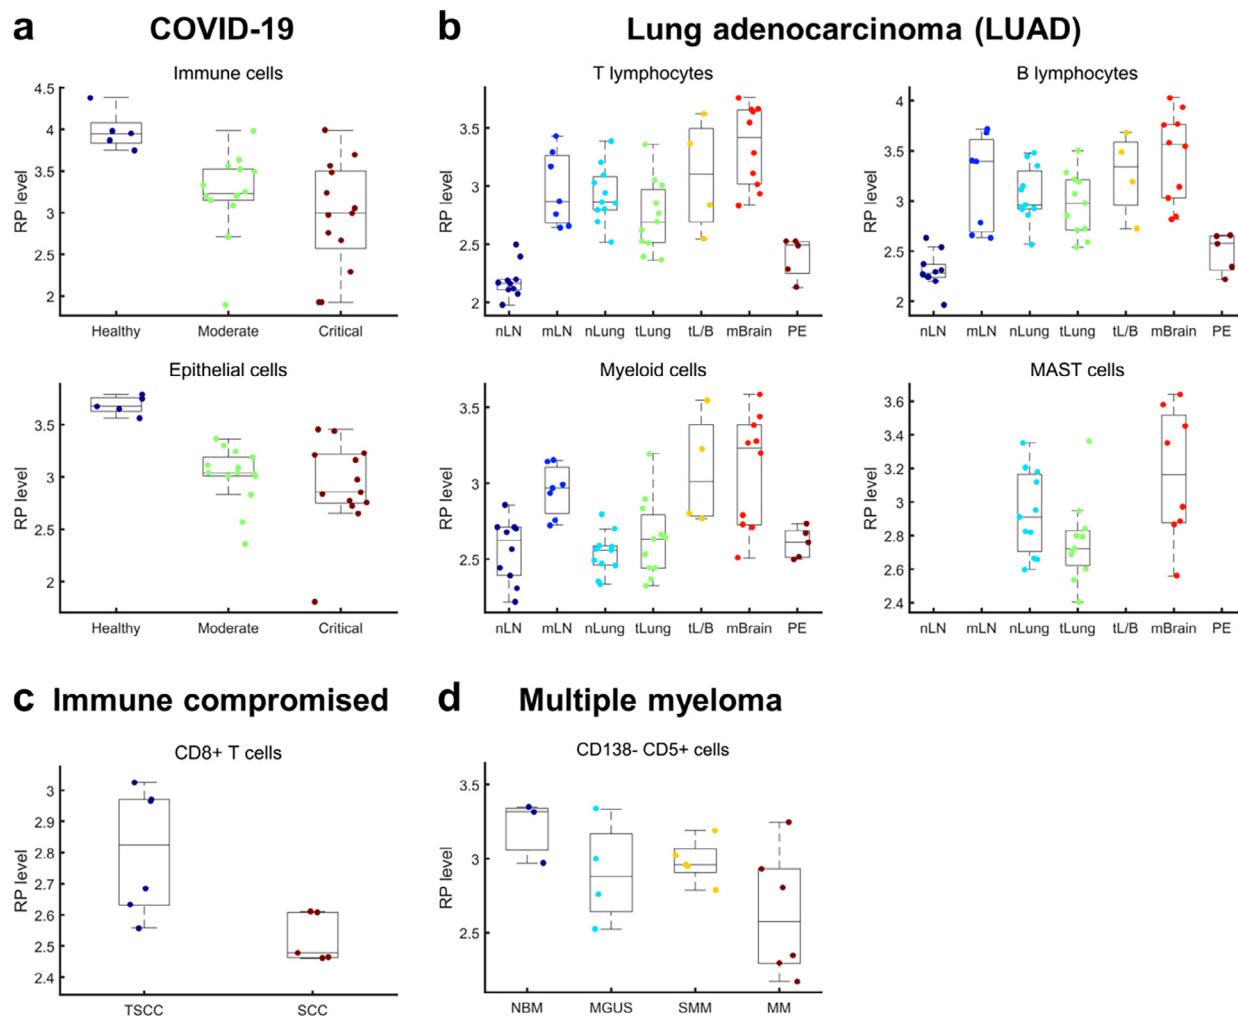 a COVID-19
b Lung adenocarcinoma (LUAD)
Immune cells
RP level
4.5
4
3.5
3
2.5
2
Healthy Moderate Critical
Epithelial cells
RP level
3.5
3
2.5
2
Healthy Moderate Critical
T lymphocytes
RP level
3.5
3
2.5
2
nLN mLN nLung tLung tL/B mBrain PE
B lymphocytes
RP level
4
3.5
3
2.5
2
nLN mLN nLung tLung tL/B mBrain PE
Myeloid cells
RP level
3.5
3
2.5
nLN mLN nLung tLung tL/B mBrain PE
MAST cells
RP level
3.6
3.4
3.2
3
2.8
2.6
2.4
nLN mLN nLung tLung tL/B mBrain PE
c Immune compromised
CD8+ T cells
RP level
3
2.9
2.8
2.7
2.6
2.5
2.4
TSCC SCC
d Multiple myeloma
CD138- CD5+ cells
RP level
3.5
3
2.5
NBM MGUS SMM MM